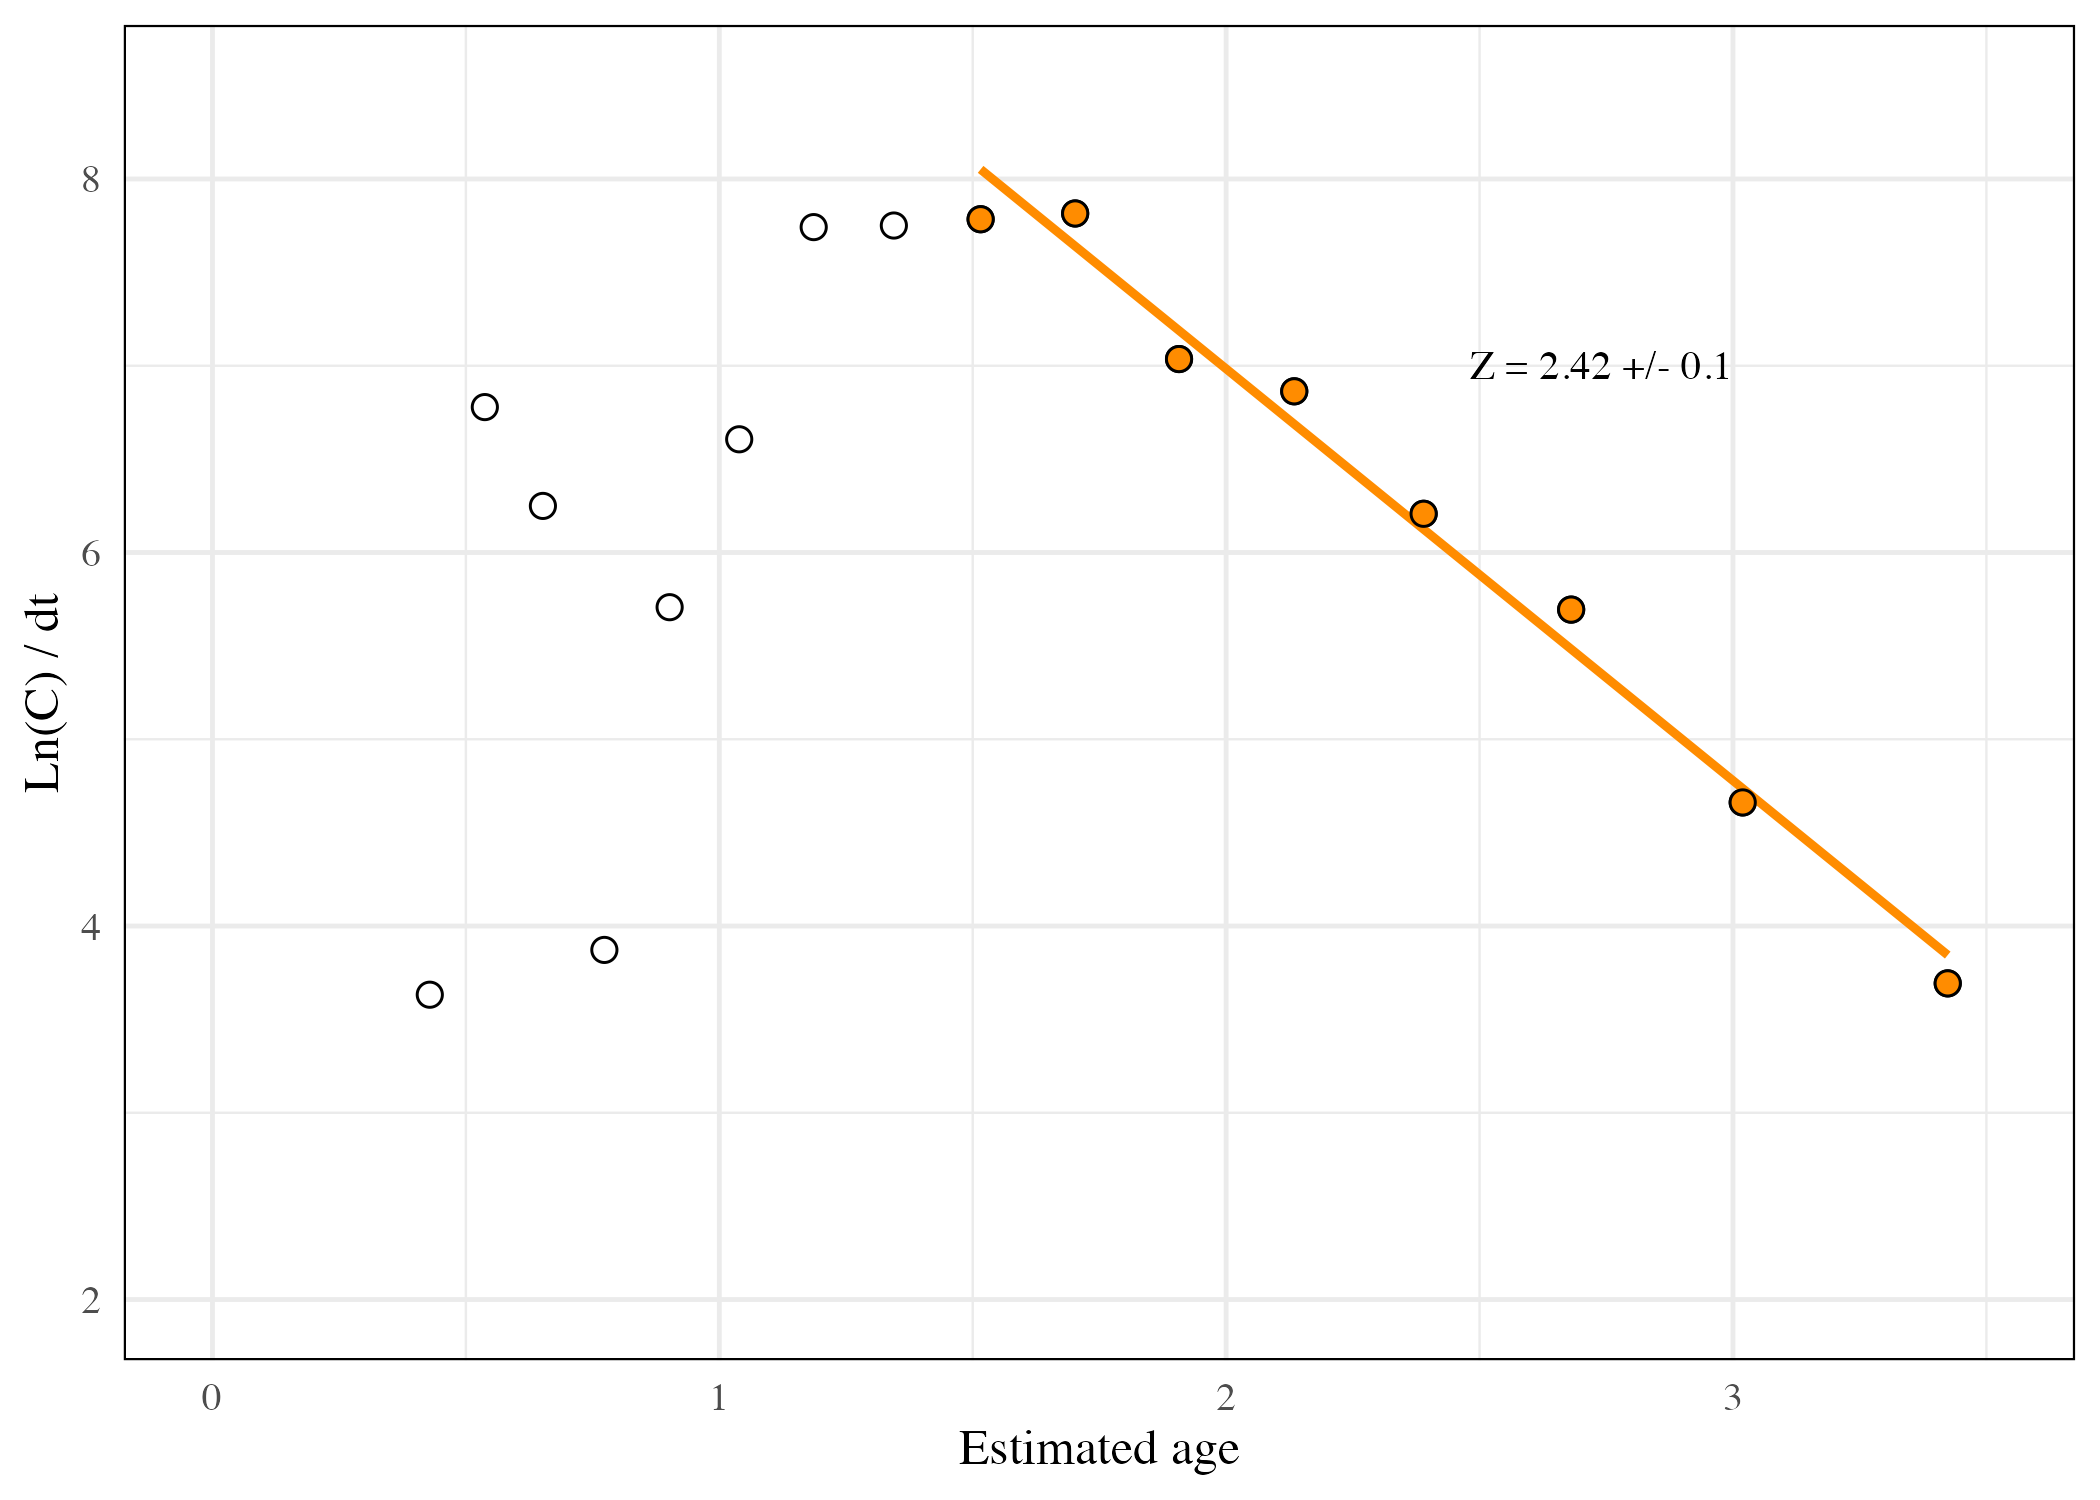 8
6
4
2
Ln(C) / dt
Z = 2.42 +/- 0.1
0 1 2 3
Estimated age